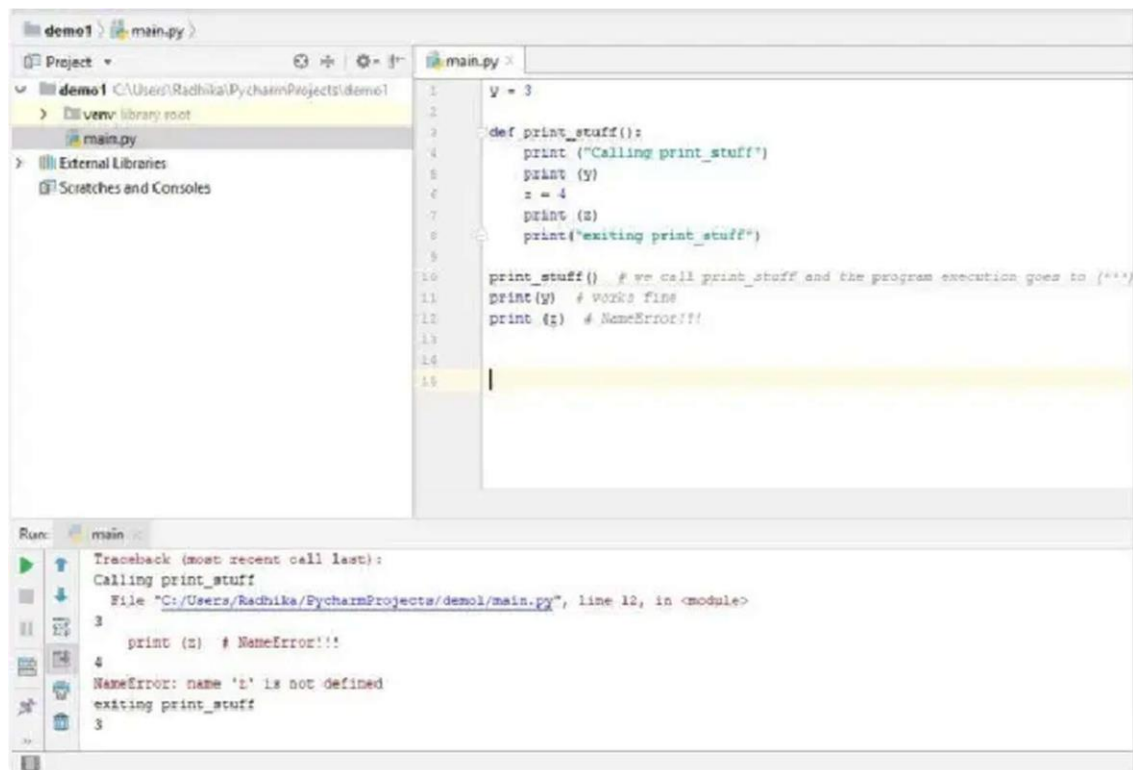 demo1 main.py
Project
main.py
demo1 C:\Users\Radhika\PycharmProjects\demo1
venv library root
main.py
External Libraries
Scratches and Consoles
1 y = 3
2
3 def print_stuff():
4 print ("Calling print_stuff")
5 print (y)
6 z = 4
7 print (z)
8 print("exiting print_stuff")
9
10 print_stuff() # we call print_stuff and the program execution goes to (***)
11 print(y) # works fine
12 print (z) # NameError!!!
13
14
15
Run: main
Traceback (most recent call last):
Calling print_stuff
File "C:/Users/Radhika/PycharmProjects/demo1/main.py", line 12, in <module>
3
print (z) # NameError!!!
4
NameError: name 'z' is not defined
exiting print_stuff
3